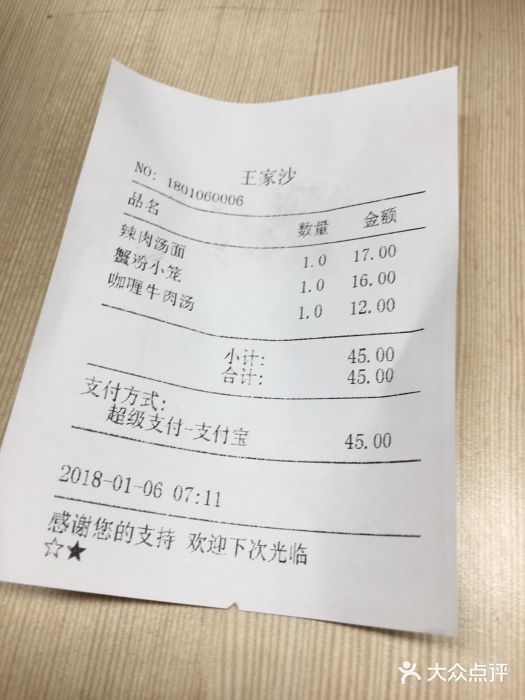 王家沙
NO: 1801060006
品名 数量 金额
辣肉汤面 1.0 17.00
蟹粉小笼 1.0 16.00
咖喱牛肉汤 1.0 12.00
小计: 45.00
合计: 45.00
支付方式:
超级支付-支付宝 45.00
2018-01-06 07:11
感谢您的支持 欢迎下次光临
☆★
大众点评